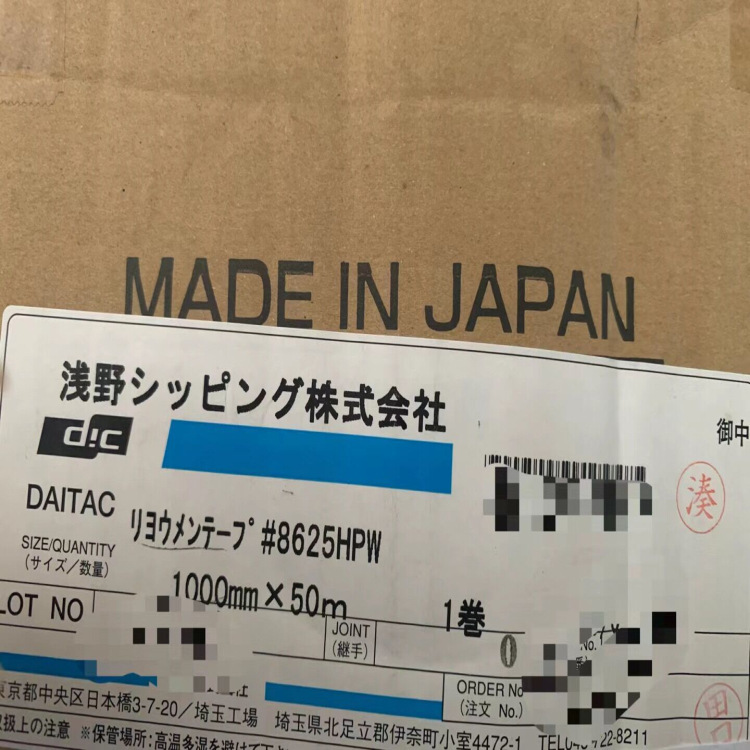 MADE IN JAPAN
浅野シッピング株式会社
御中
dic
湊
DAITAC リヨウメンテープ #8625HPW
SIZE/QUANTITY
(サイズ/数量)
1000mm×50m 1巻
LOT NO
JOINT
(継手)
0
No.
ORDER No
(注文 No.)
東京都中央区日本橋3-7-20/埼玉工場 埼玉県北足立郡伊奈町小室4472-1
22-8211
取扱上の注意 ※保管場所:高温多湿を避けて